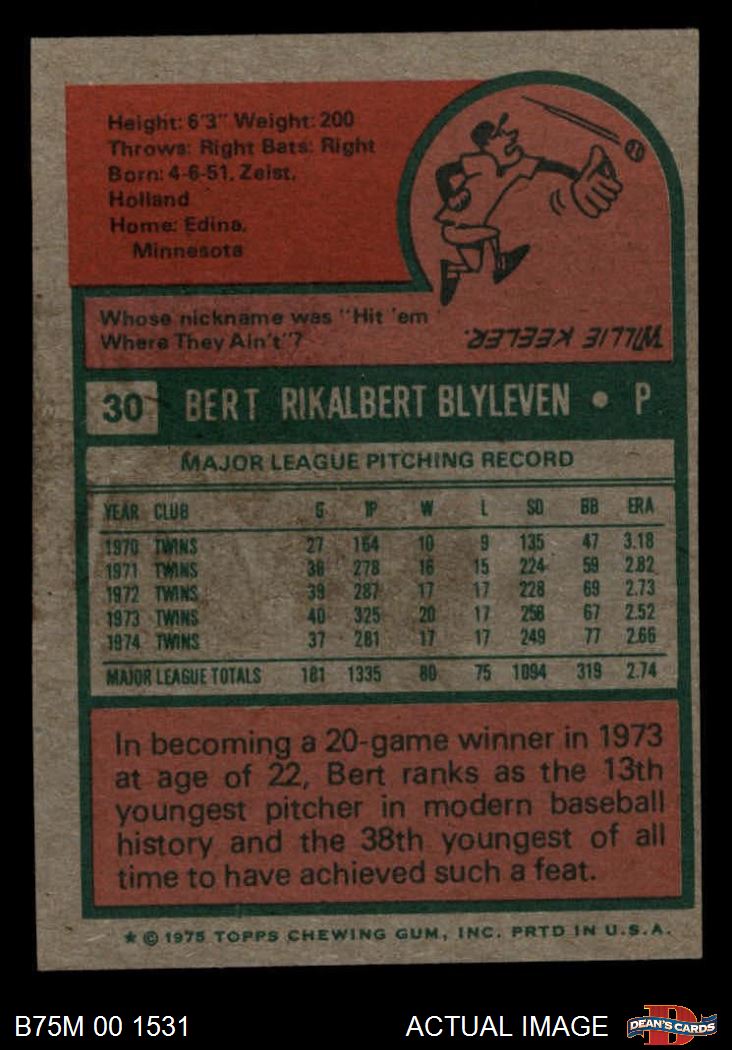 Height: 6'3" Weight: 200
Throws: Right Bats: Right
Born: 4-6-51, Zeist,
Holland
Home: Edina,
Minnesota
Whose nickname was "Hit 'em
Where They Ain't"?
WILLIE KEELER.
30 BERT RIKALBERT BLYLEVEN • P
MAJOR LEAGUE PITCHING RECORD
YEAR CLUB G IP W L SO BB ERA
1970 TWINS 27 164 10 9 135 47 3.18
1971 TWINS 38 278 16 15 224 59 2.82
1972 TWINS 39 287 17 17 228 69 2.73
1973 TWINS 40 325 20 17 258 67 2.52
1974 TWINS 37 281 17 17 249 77 2.66
MAJOR LEAGUE TOTALS 181 1335 80 75 1094 319 2.74
In becoming a 20-game winner in 1973
at age of 22, Bert ranks as the 13th
youngest pitcher in modern baseball
history and the 38th youngest of all
time to have achieved such a feat.
★ © 1975 TOPPS CHEWING GUM, INC. PRTD IN U.S.A.
B75M 00 1531 ACTUAL IMAGE DEAN'S CARDS